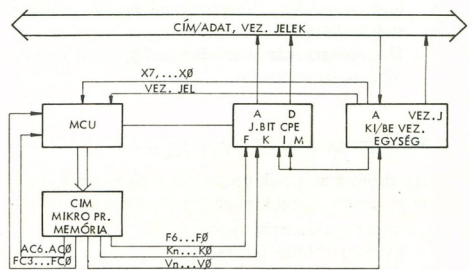 CÍM/ADAT, VEZ. JELEK
X7,...XØ
VEZ. JEL
MCU
A D
J.BIT CPE
F K I M
A VEZ.J
KI/BE VEZ.
EGYSÉG
CIM
MIKRO PR.
MEMÓRIA
AC6.ACØ
FC3...FCØ
F6...FØ
Kn...KØ
Vn...VØ